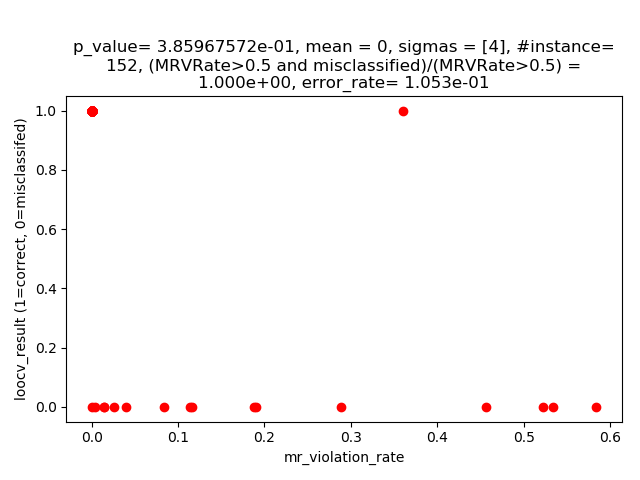 p_value= 3.85967572e-01, mean = 0, sigmas = [4], #instance=
152, (MRVRate>0.5 and misclassified)/(MRVRate>0.5) =
1.000e+00, error_rate= 1.053e-01
1.0
0.8
0.6
0.4
0.2
0.0
loocv_result (1=correct, 0=misclassifed)
0.0 0.1 0.2 0.3 0.4 0.5 0.6
mr_violation_rate